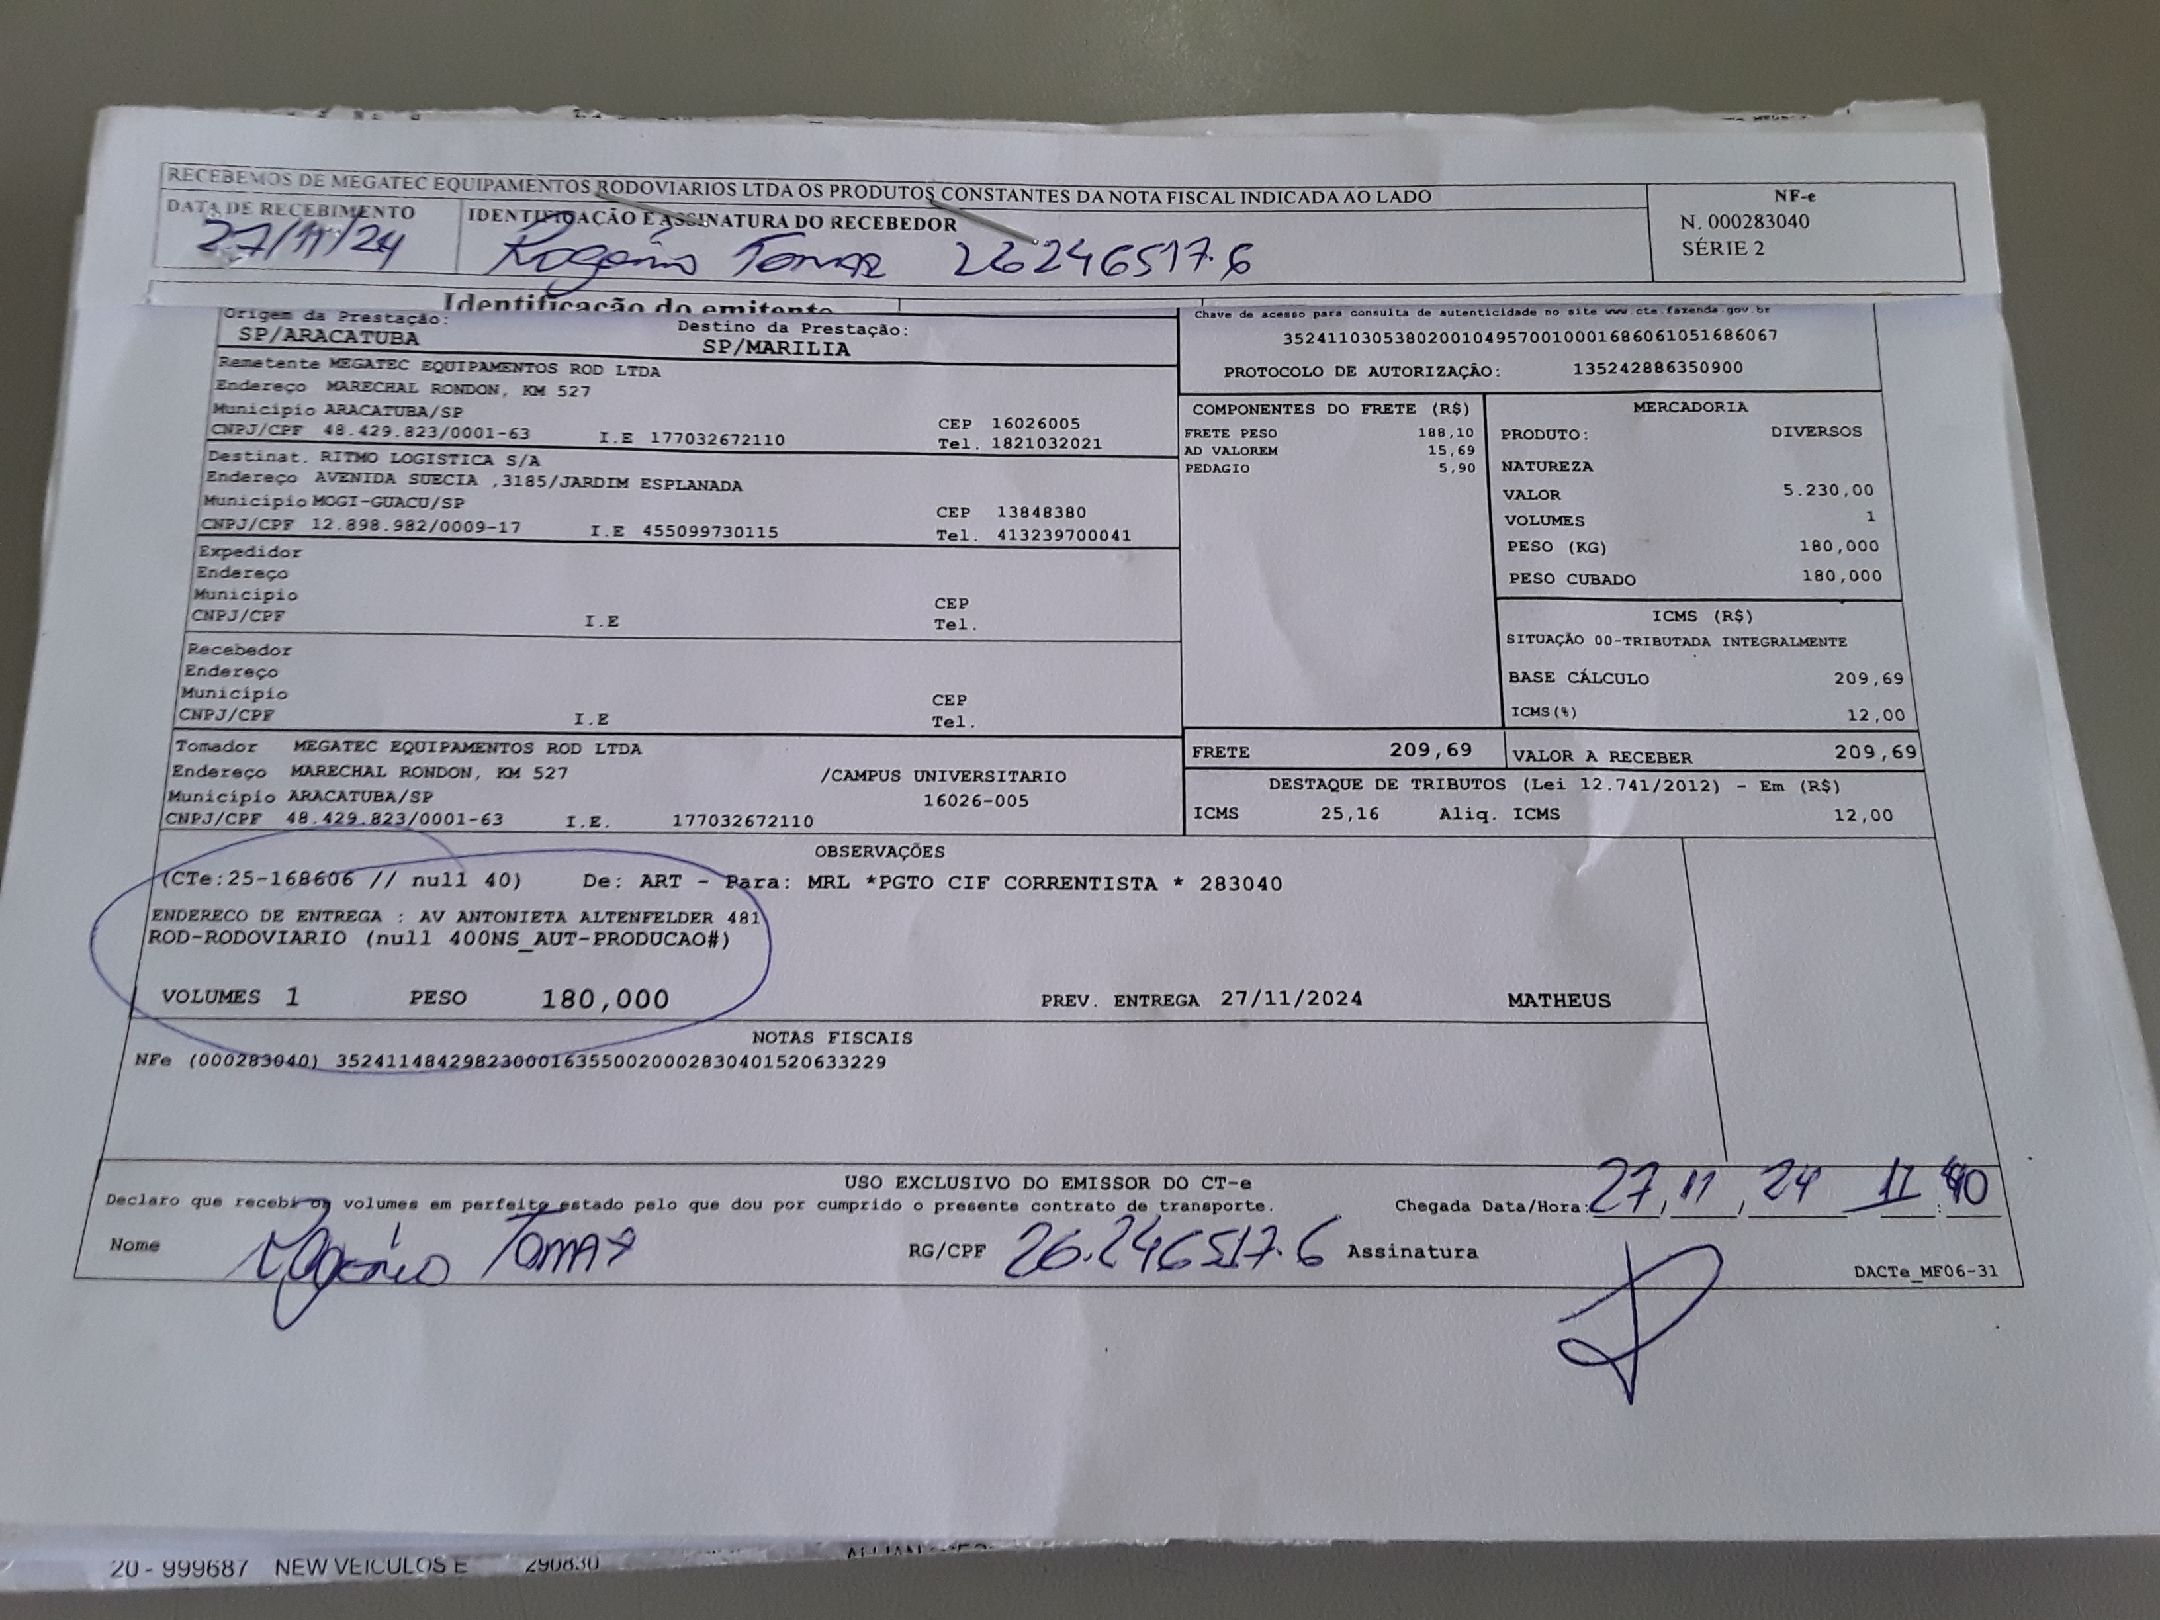 RECEBEMOS DE MEGATEC EQUIPAMENTOS RODOVIARIOS LTDA OS PRODUTOS CONSTANTES DA NOTA FISCAL INDICADA AO LADO
DATA DE RECEBIMENTO
27/11/24
IDENTIFICAÇÃO E ASSINATURA DO RECEBEDOR
Rogério Tomaz 26246517.6
NF-e
N. 000283040
SÉRIE 2
Identificação do emitente
Origem da Prestação: Destino da Prestação:
SP/ARACATUBA SP/MARILIA
Remetente MEGATEC EQUIPAMENTOS ROD LTDA
Endereço MARECHAL RONDON, KM 527
Município ARACATUBA/SP CEP 16026005
CNPJ/CPF 48.429.823/0001-63 I.E 177032672110 Tel. 1821032021
Destinat. RITMO LOGISTICA S/A
Endereço AVENIDA SUECIA ,3185/JARDIM ESPLANADA
Município MOGI-GUACU/SP CEP 13848380
CNPJ/CPF 12.898.982/0009-17 I.E 455099730115 Tel. 413239700041
Expedidor
Endereço
Município CEP
CNPJ/CPF I.E Tel.
Recebedor
Endereço
Município CEP
CNPJ/CPF I.E Tel.
Tomador MEGATEC EQUIPAMENTOS ROD LTDA
Endereço MARECHAL RONDON, KM 527 /CAMPUS UNIVERSITARIO
Município ARACATUBA/SP 16026-005
CNPJ/CPF 48.429.823/0001-63 I.E. 177032672110
Chave de acesso para consulta de autenticidade no site www.cte.fazenda.gov.br
35241103053802001049570010001686061051686067
PROTOCOLO DE AUTORIZAÇÃO: 135242886350900
COMPONENTES DO FRETE (R$)
FRETE PESO 188,10
AD VALOREM 15,69
PEDAGIO 5,90
MERCADORIA
PRODUTO: DIVERSOS
NATUREZA
VALOR 5.230,00
VOLUMES 1
PESO (KG) 180,000
PESO CUBADO 180,000
ICMS (R$)
SITUAÇÃO 00-TRIBUTADA INTEGRALMENTE
BASE CÁLCULO 209,69
ICMS(%) 12,00
FRETE 209,69 VALOR A RECEBER 209,69
DESTAQUE DE TRIBUTOS (Lei 12.741/2012) - Em (R$)
ICMS 25,16 Aliq. ICMS 12,00
OBSERVAÇÕES
(CTe:25-168606 // null 40) De: ART - Para: MRL *PGTO CIF CORRENTISTA * 283040
ENDERECO DE ENTREGA : AV ANTONIETA ALTENFELDER 481
ROD-RODOVIARIO (null 400NS_AUT-PRODUCAO#)
VOLUMES 1 PESO 180,000 PREV. ENTREGA 27/11/2024 MATHEUS
NOTAS FISCAIS
NFe (000283040) 35241148429823000163550020002830401520633229
USO EXCLUSIVO DO EMISSOR DO CT-e
Declaro que recebi os volumes em perfeito estado pelo que dou por cumprido o presente contrato de transporte. Chegada Data/Hora: 27,11,24 11:40
Nome Rogério Tomaz RG/CPF 26.246517.6 Assinatura
DACTe_MF06-31
20 - 999687 NEW VEICULOS E 290830